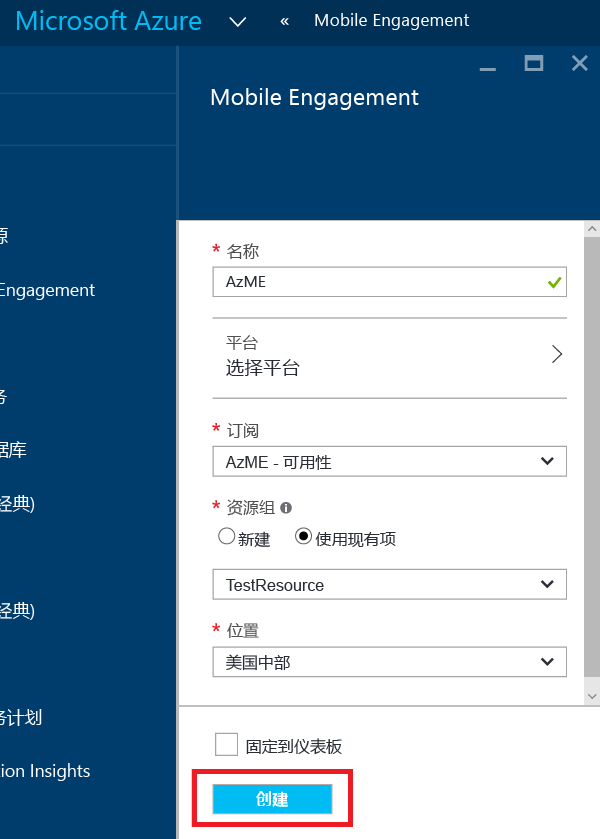 Microsoft Azure
«
Mobile Engagement
Mobile Engagement
源
Engagement
务
据库
经典)
经典)
务计划
ion Insights
* 名称
AzME
平台
选择平台
* 订阅
AzME - 可用性
* 资源组
新建
使用现有项
TestResource
* 位置
美国中部
固定到仪表板
创建